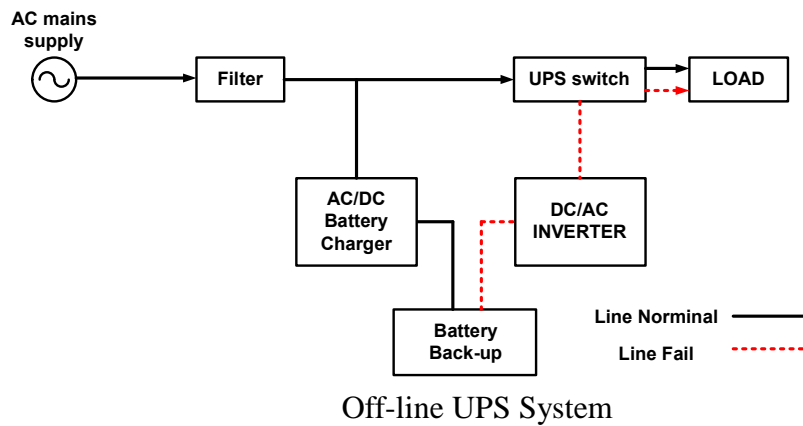 AC mains
supply
Filter
UPS switch
LOAD
AC/DC
Battery
Charger
DC/AC
INVERTER
Battery
Back-up
Line Norminal
Line Fail
Off-line UPS System